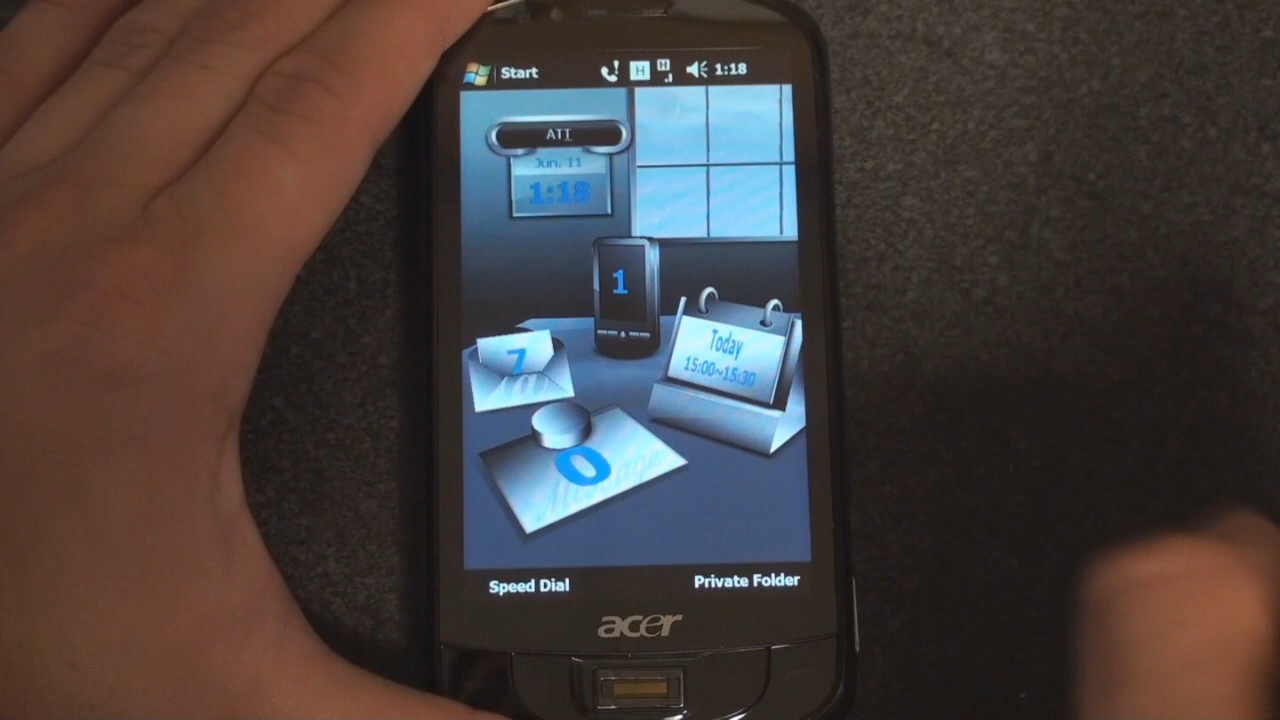 Start
H
H
1:18
ATT
Jun. 11
1:18
1
Today
15:00~15:30
7
0
Message
Speed Dial
Private Folder
acer